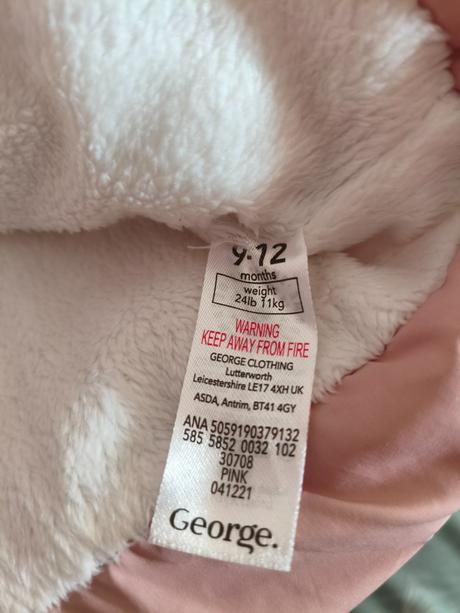 9-12
months
weight
24lb 11kg
WARNING
KEEP AWAY FROM FIRE
GEORGE CLOTHING
Lutterworth
Leicestershire LE17 4XH UK
ASDA, Antrim, BT41 4GY
ANA 5059190379132
585 5852 0032 102
30708
PINK
041221
George.